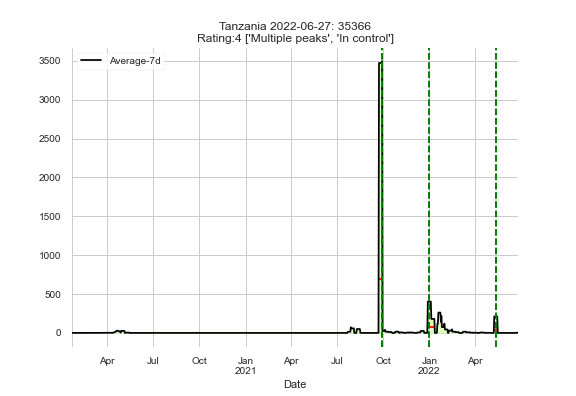 Tanzania 2022-06-27: 35366
Rating:4 ['Multiple peaks', 'In control']
Average-7d
3500
3000
2500
2000
1500
1000
500
0
Apr
Jul
Oct
Jan
2021
Apr
Jul
Oct
Jan
2022
Apr
Date